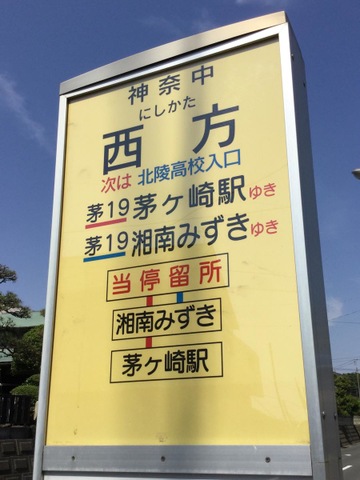 神奈中
にしかた
西方
次は 北陵高校入口
茅19茅ヶ崎駅ゆき
茅19湘南みずきゆき
当停留所
湘南みずき
茅ヶ崎駅